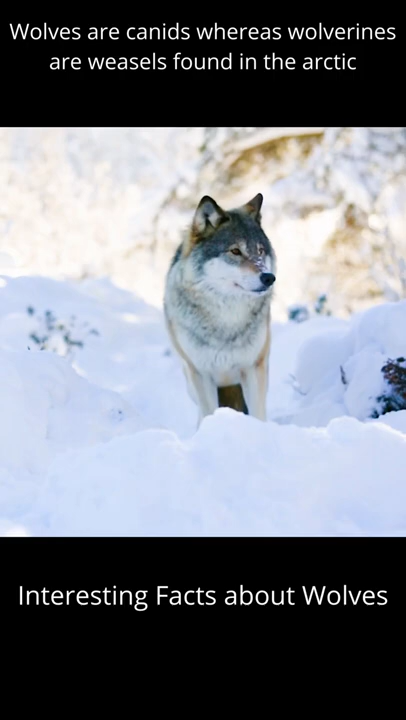 Wolves are canids whereas wolverines
are weasels found in the arctic
Interesting Facts about Wolves